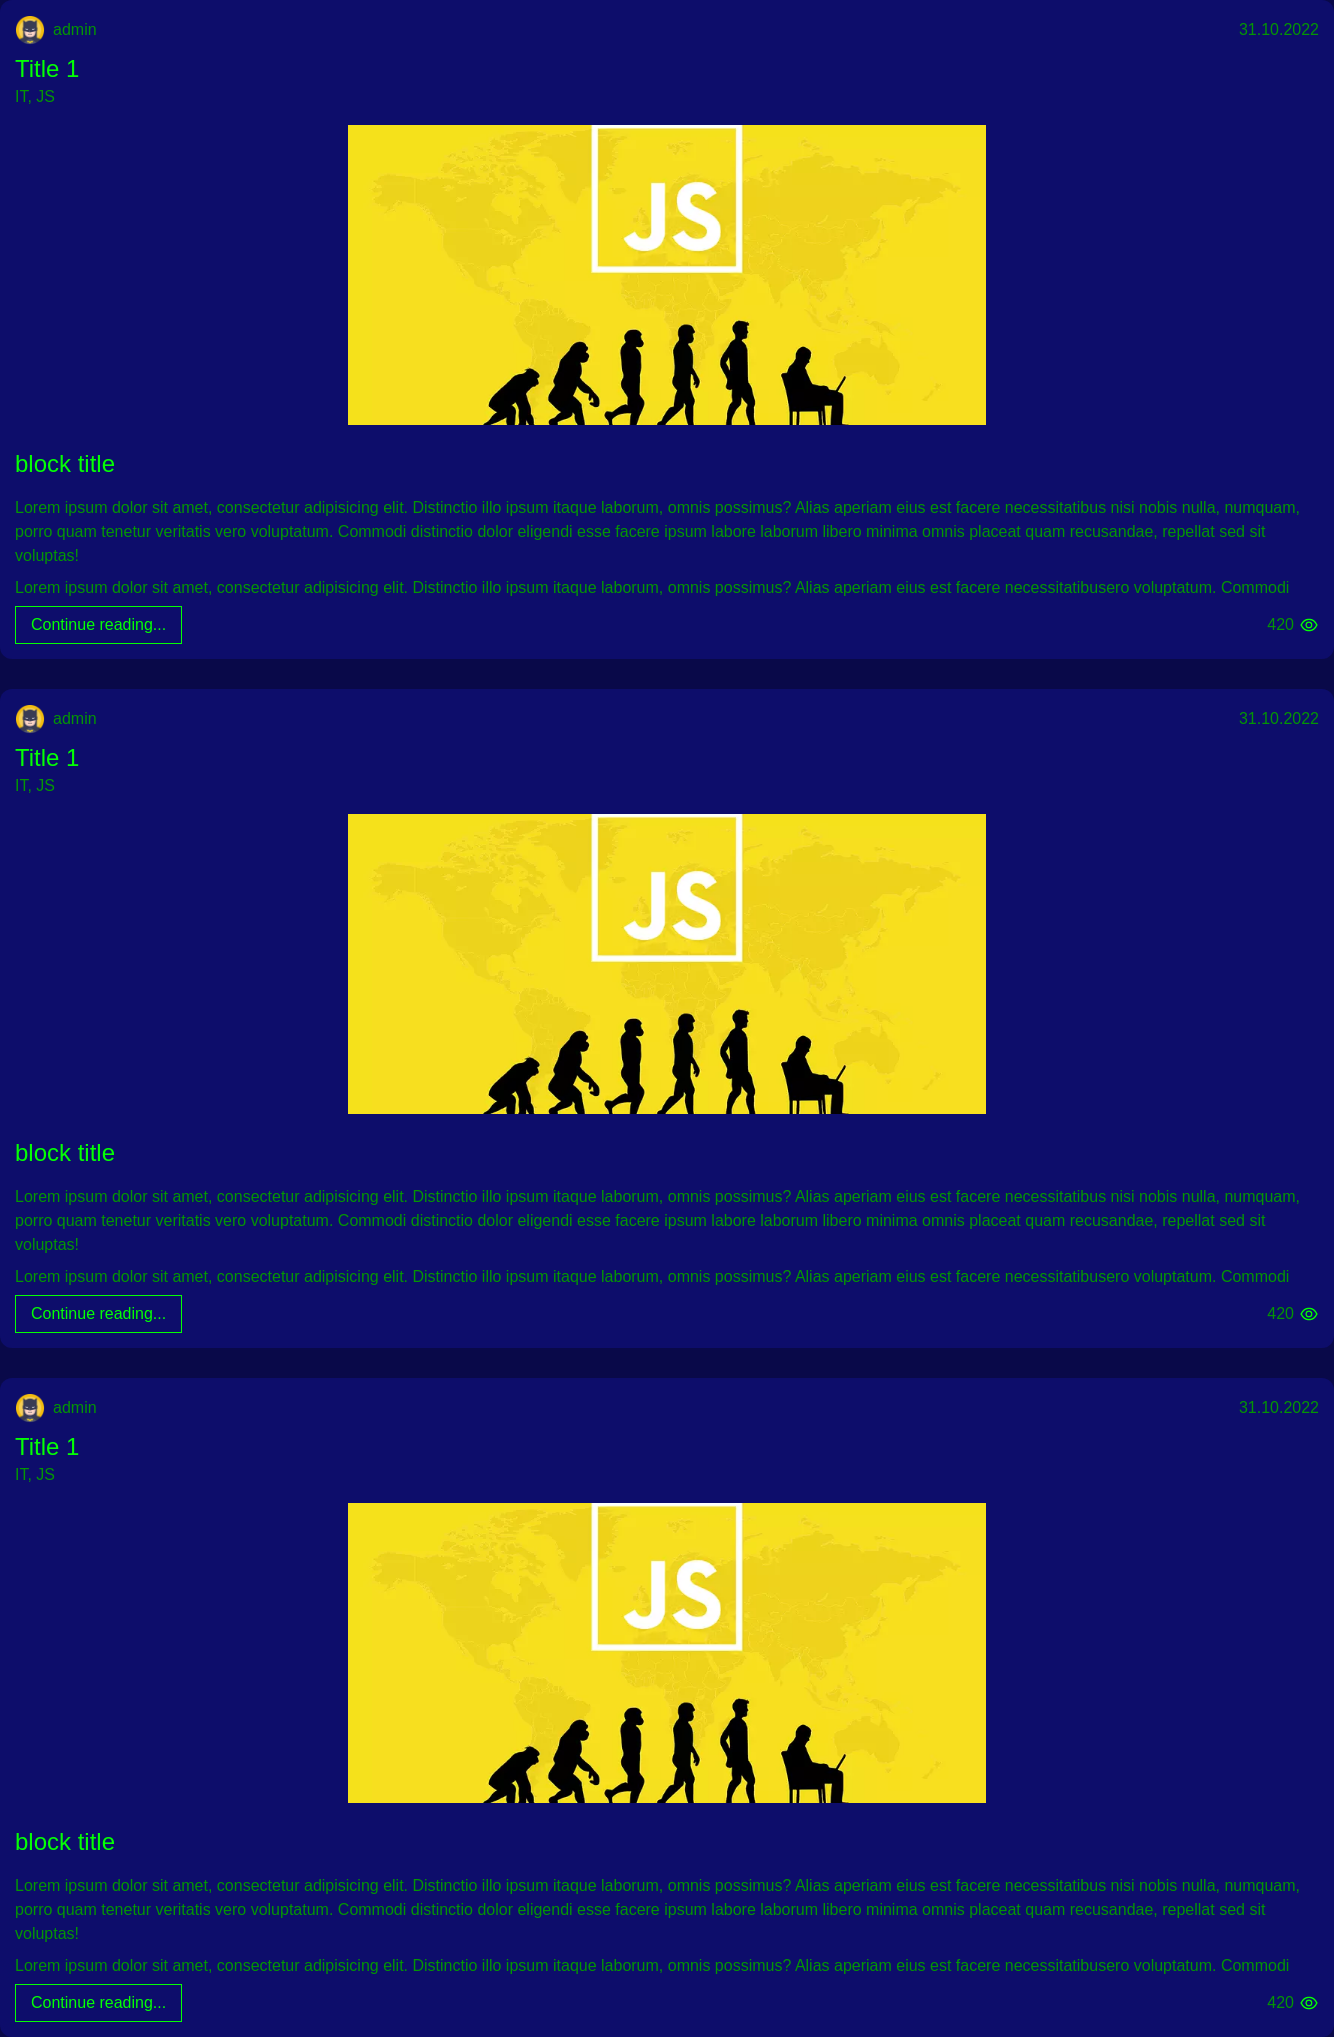 admin
31.10.2022
Title 1
IT, JS
JS
block title
Lorem ipsum dolor sit amet, consectetur adipisicing elit. Distinctio illo ipsum itaque laborum, omnis possimus? Alias aperiam eius est facere necessitatibus nisi nobis nulla, numquam,
porro quam tenetur veritatis vero voluptatum. Commodi distinctio dolor eligendi esse facere ipsum labore laborum libero minima omnis placeat quam recusandae, repellat sed sit
voluptas!
Lorem ipsum dolor sit amet, consectetur adipisicing elit. Distinctio illo ipsum itaque laborum, omnis possimus? Alias aperiam eius est facere necessitatibusero voluptatum. Commodi
Continue reading...
420
admin
31.10.2022
Title 1
IT, JS
JS
block title
Lorem ipsum dolor sit amet, consectetur adipisicing elit. Distinctio illo ipsum itaque laborum, omnis possimus? Alias aperiam eius est facere necessitatibus nisi nobis nulla, numquam,
porro quam tenetur veritatis vero voluptatum. Commodi distinctio dolor eligendi esse facere ipsum labore laborum libero minima omnis placeat quam recusandae, repellat sed sit
voluptas!
Lorem ipsum dolor sit amet, consectetur adipisicing elit. Distinctio illo ipsum itaque laborum, omnis possimus? Alias aperiam eius est facere necessitatibusero voluptatum. Commodi
Continue reading...
420
admin
31.10.2022
Title 1
IT, JS
JS
block title
Lorem ipsum dolor sit amet, consectetur adipisicing elit. Distinctio illo ipsum itaque laborum, omnis possimus? Alias aperiam eius est facere necessitatibus nisi nobis nulla, numquam,
porro quam tenetur veritatis vero voluptatum. Commodi distinctio dolor eligendi esse facere ipsum labore laborum libero minima omnis placeat quam recusandae, repellat sed sit
voluptas!
Lorem ipsum dolor sit amet, consectetur adipisicing elit. Distinctio illo ipsum itaque laborum, omnis possimus? Alias aperiam eius est facere necessitatibusero voluptatum. Commodi
Continue reading...
420